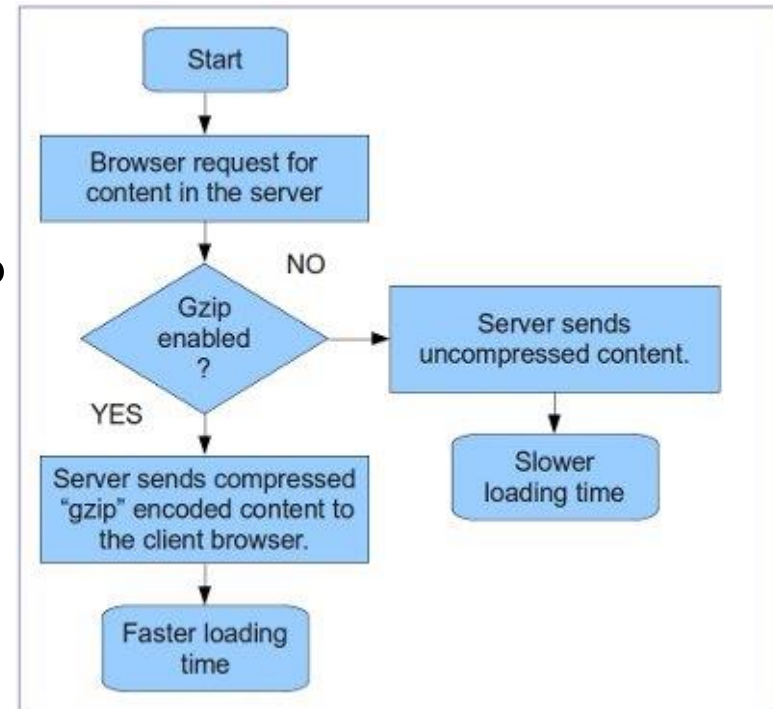 Start
Browser request for
content in the server
NO
Gzip
enabled
?
Server sends
uncompressed content.
YES
Slower
loading time
Server sends compressed
“gzip” encoded content to
the client browser.
Faster loading
time